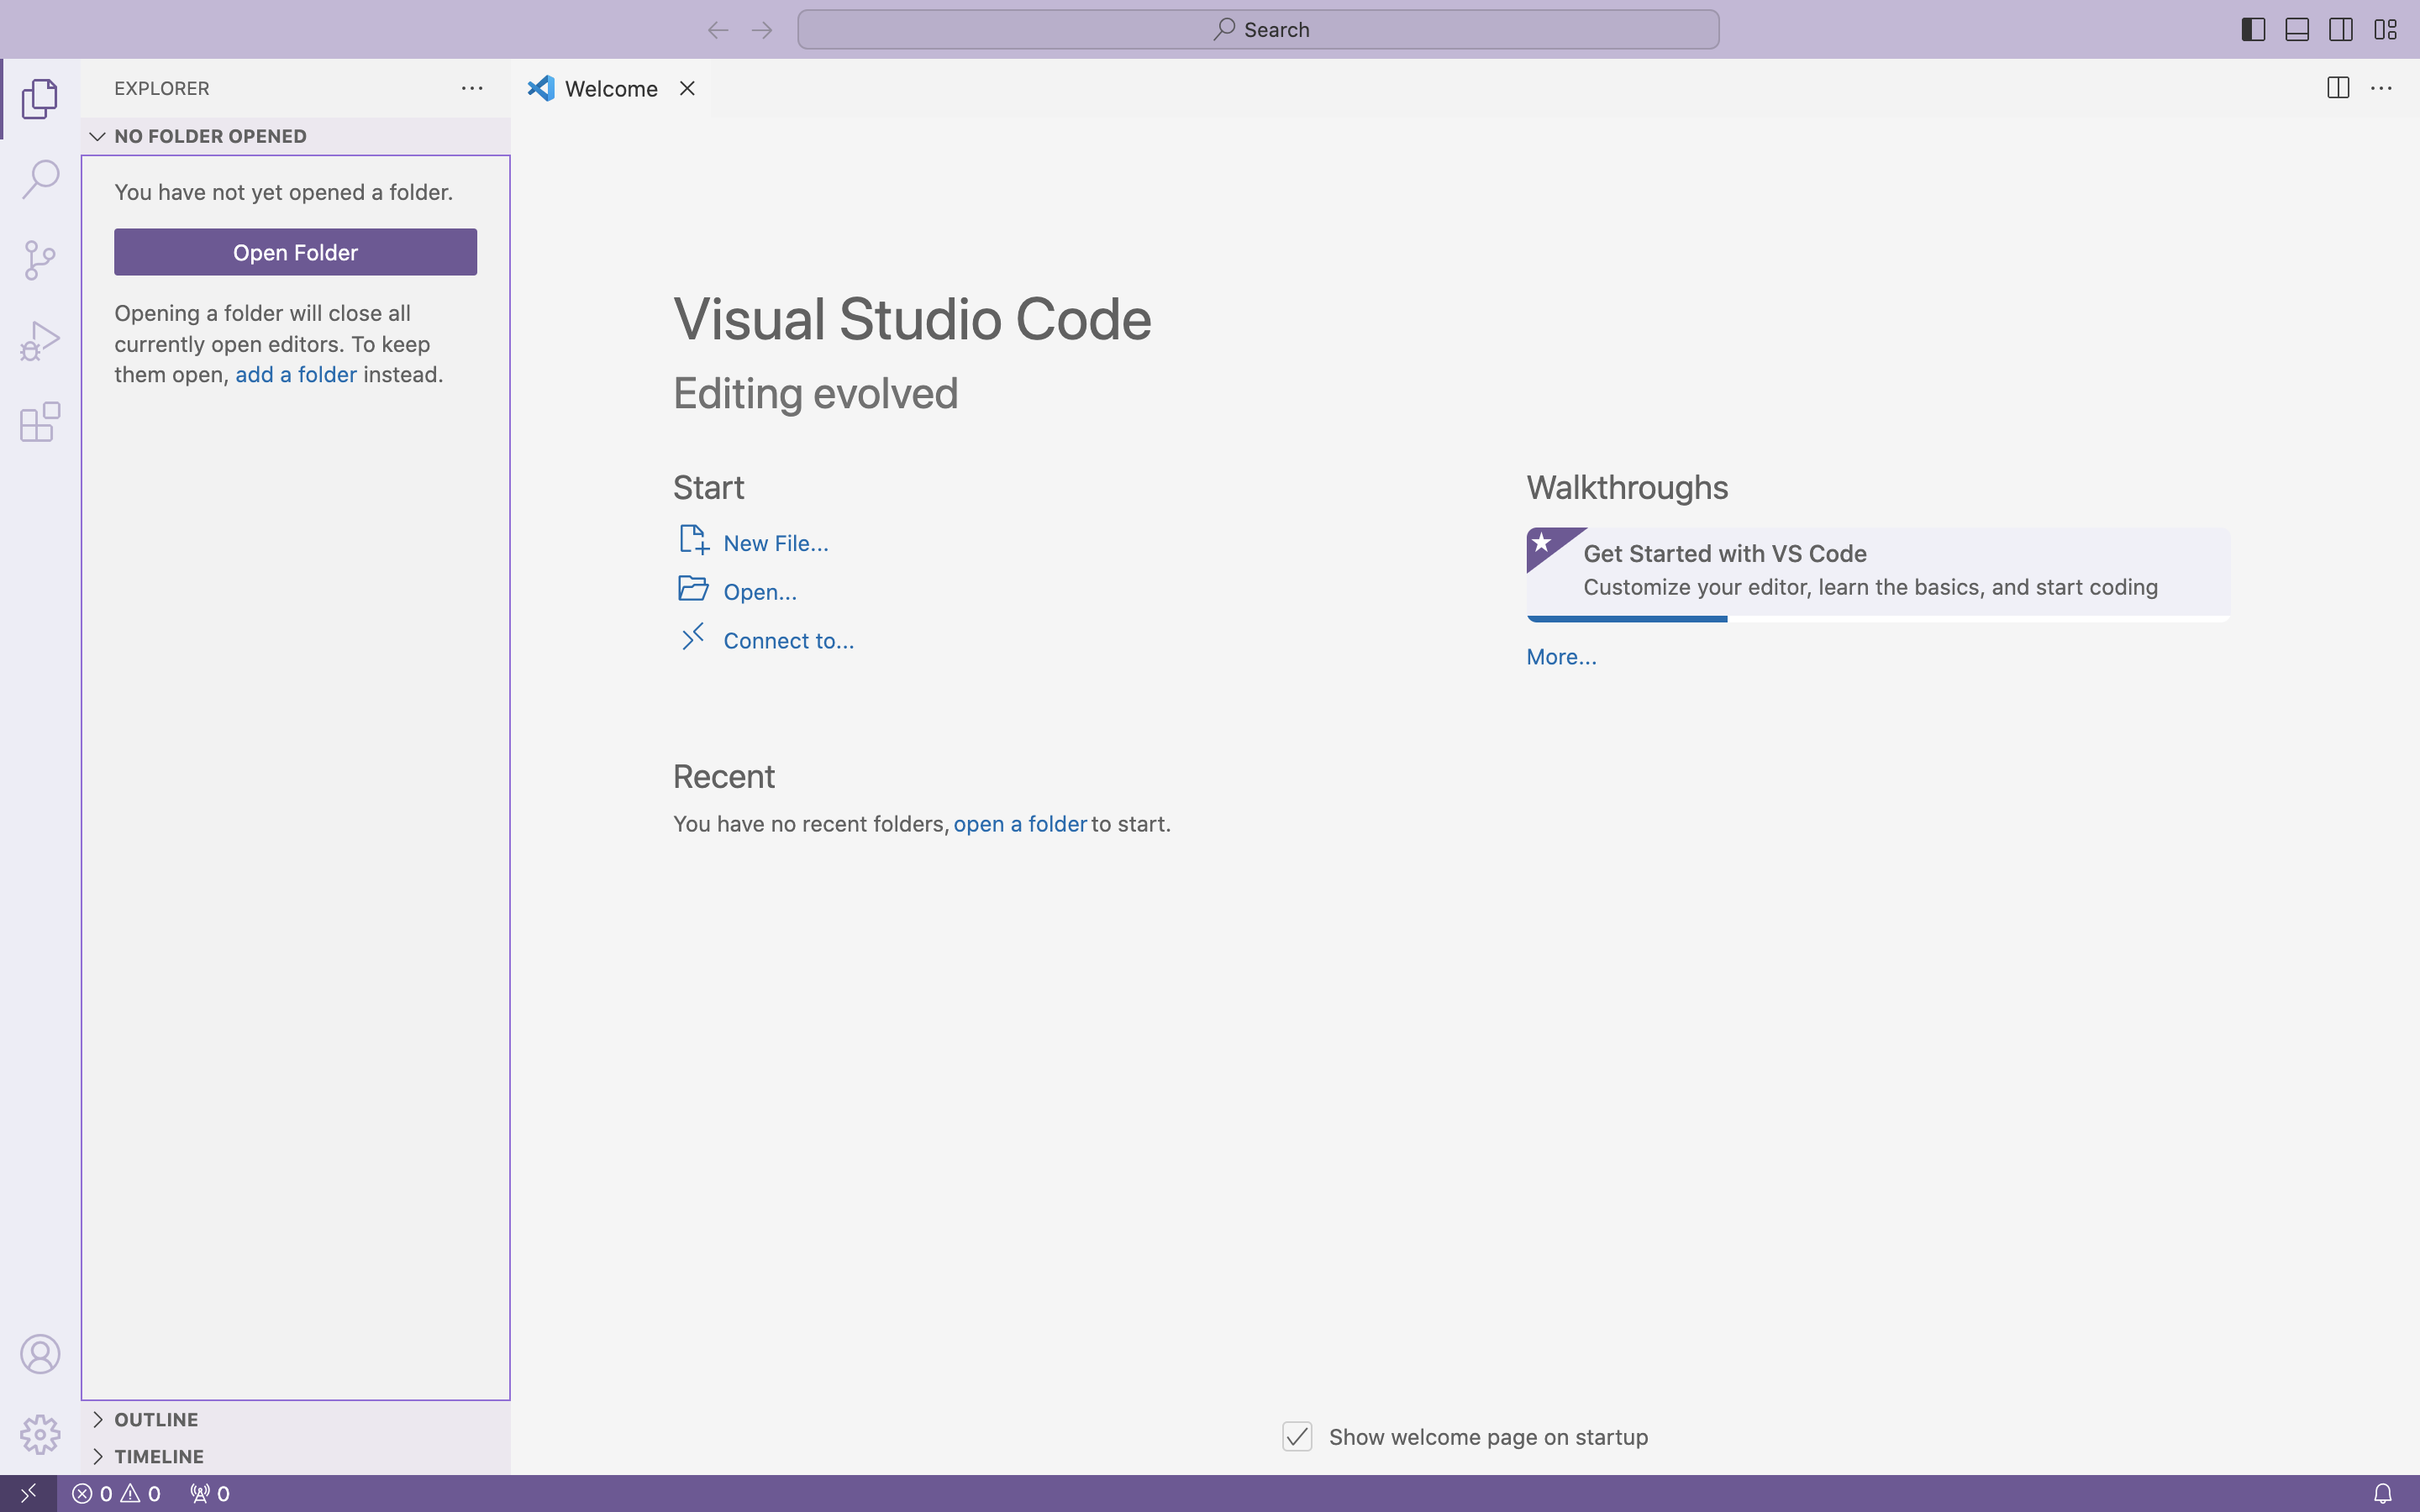 Search
EXPLORER
Welcome
NO FOLDER OPENED
You have not yet opened a folder.
Open Folder
Opening a folder will close all
currently open editors. To keep
them open, add a folder instead.
Visual Studio Code
Editing evolved
Start
New File...
Open...
Connect to...
Walkthroughs
Get Started with VS Code
Customize your editor, learn the basics, and start coding
More...
Recent
You have no recent folders, open a folder to start.
OUTLINE
TIMELINE
Show welcome page on startup
0 0 0